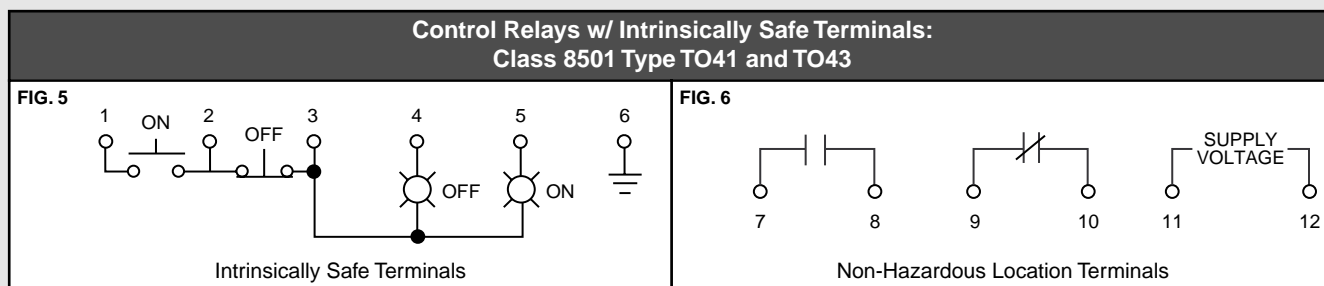 Control Relays w/ Intrinsically Safe Terminals:
Class 8501 Type TO41 and TO43
FIG. 5
1 2 3 4 5 6
ON
OFF
OFF
ON
Intrinsically Safe Terminals
FIG. 6
SUPPLY
VOLTAGE
7 8 9 10 11 12
Non-Hazardous Location Terminals